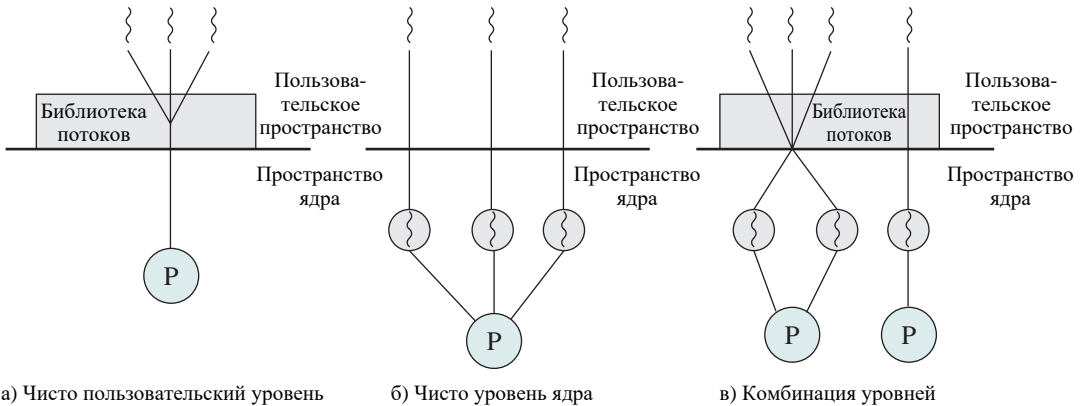 Библиотека
потоков
Пользова-
тельское
пространство
Пространство
ядра
P
а) Чисто пользовательский уровень
Пользова-
тельское
пространство
Пространство
ядра
P
б) Чисто уровень ядра
Библиотека
потоков
Пользова-
тельское
пространство
Пространство
ядра
P
P
в) Комбинация уровней